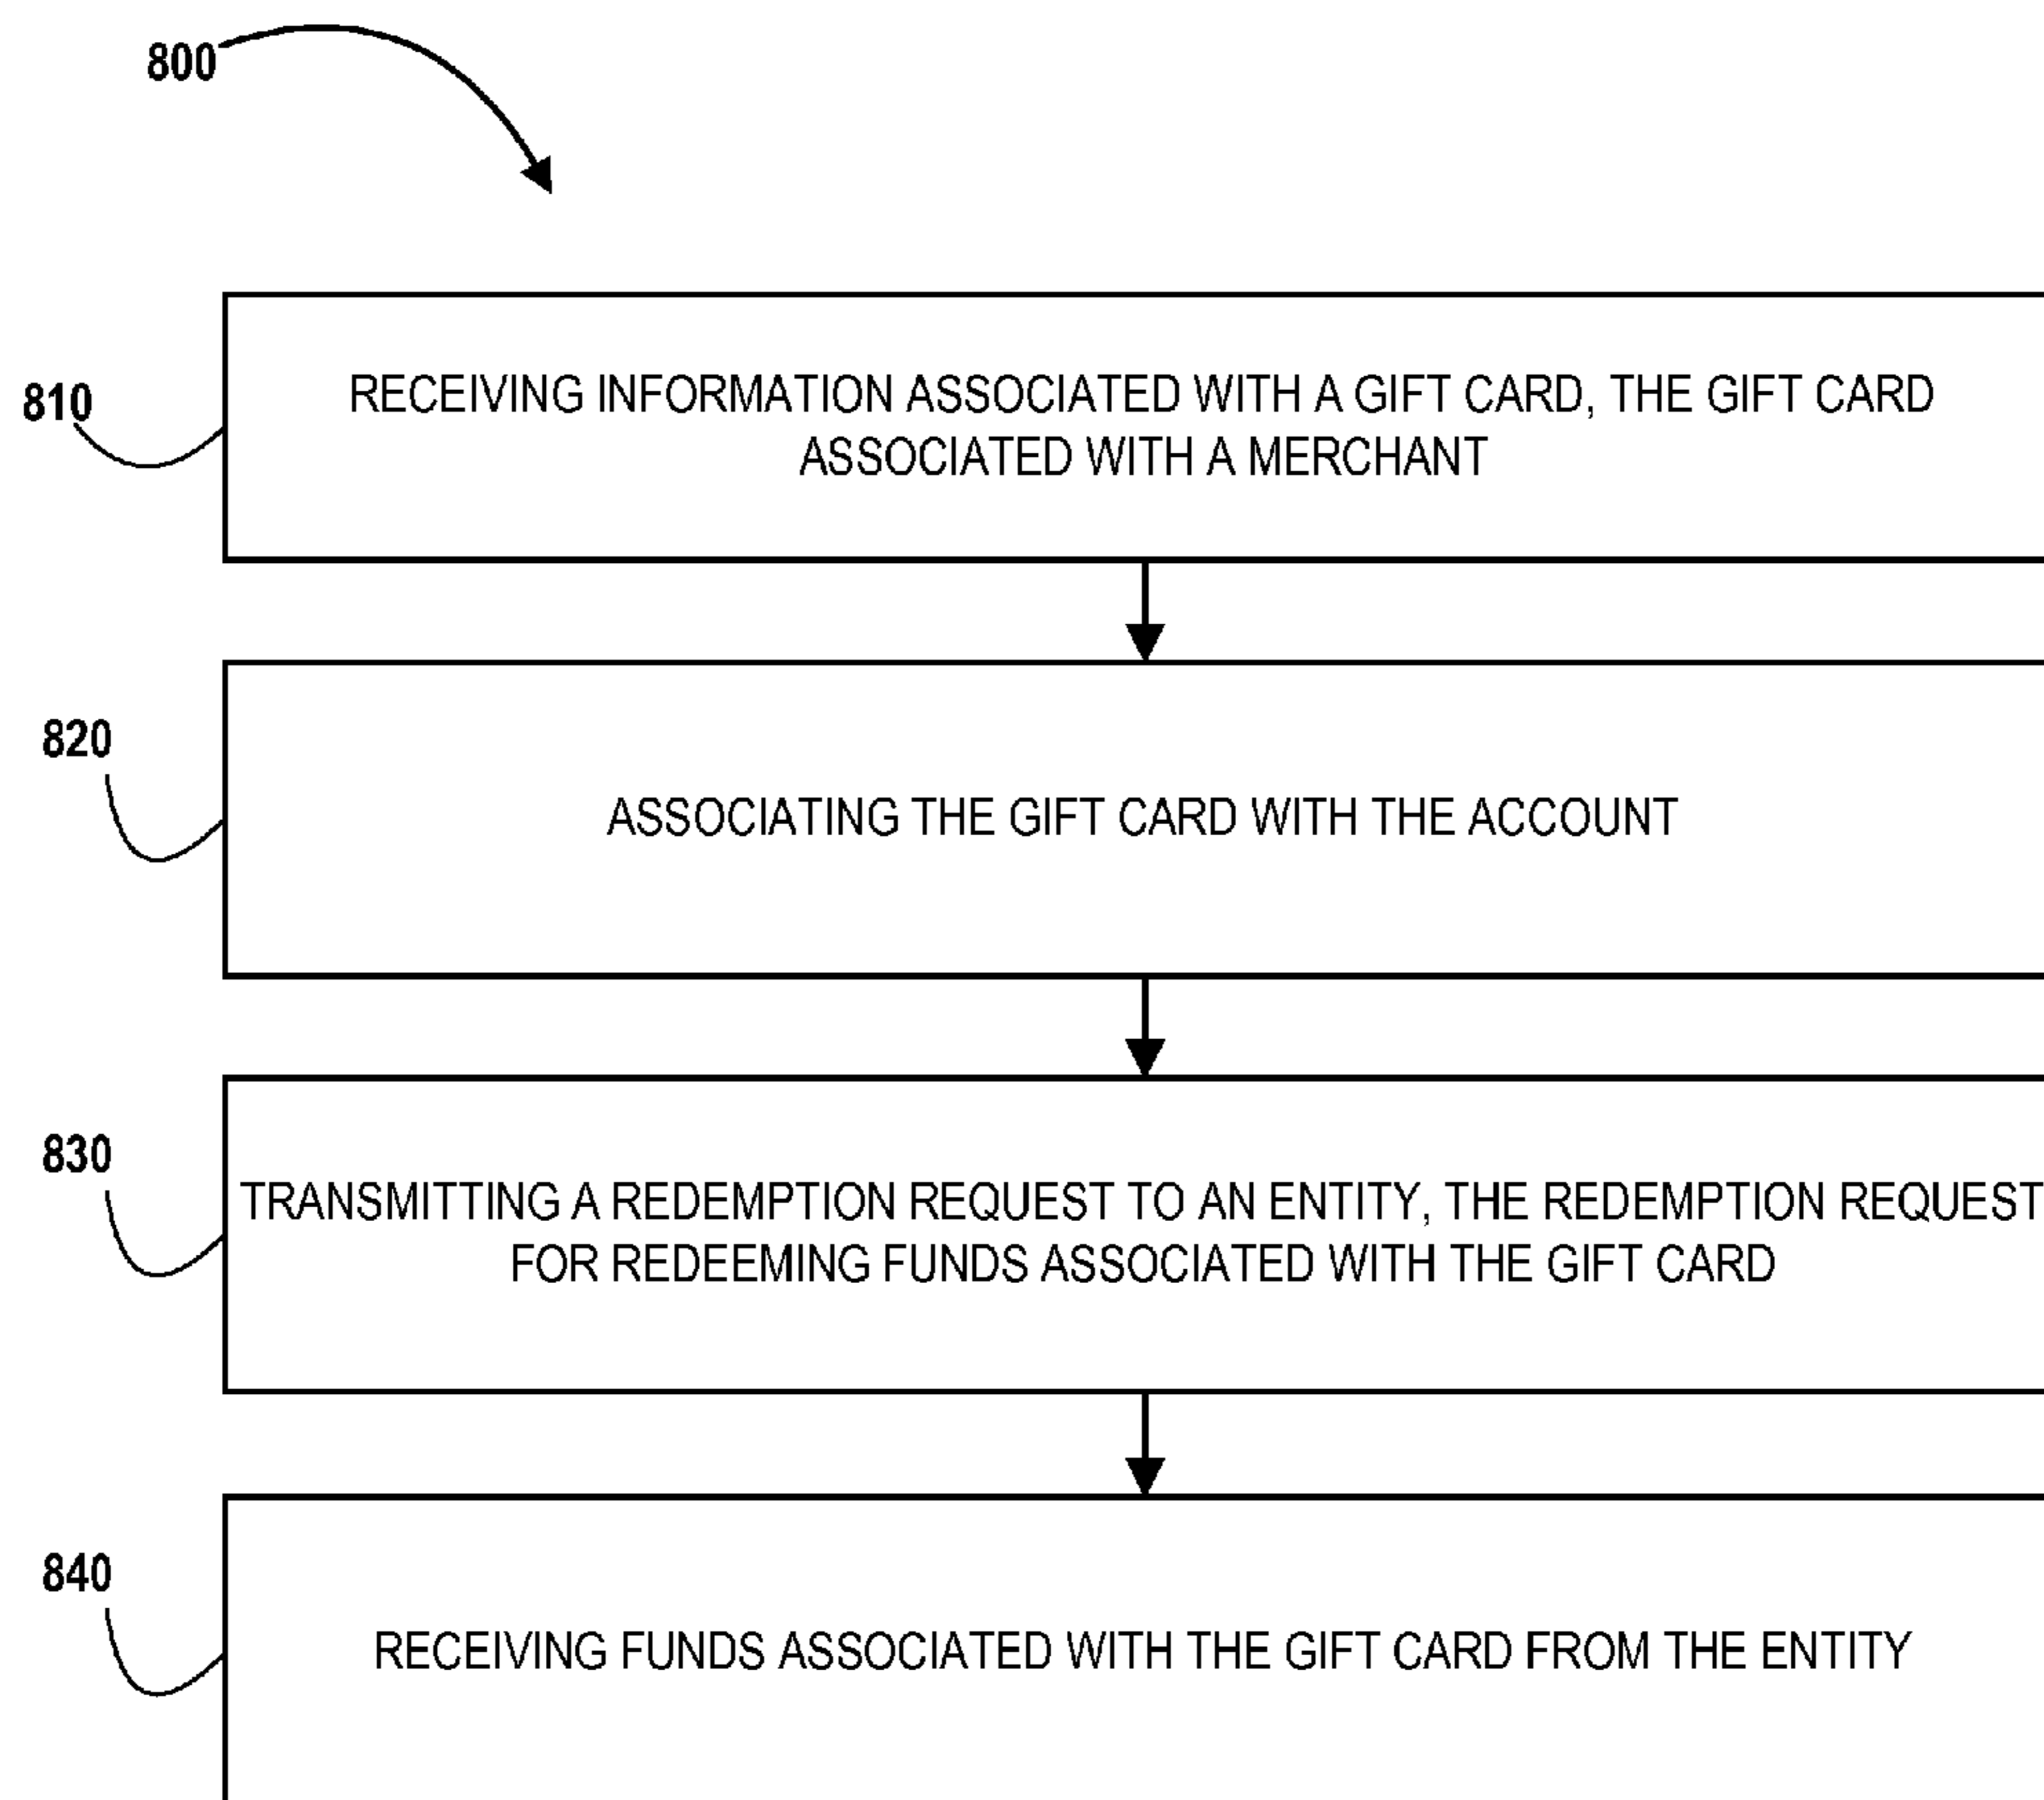 800
810
RECEIVING INFORMATION ASSOCIATED WITH A GIFT CARD, THE GIFT CARD
ASSOCIATED WITH A MERCHANT
820
ASSOCIATING THE GIFT CARD WITH THE ACCOUNT
830
TRANSMITTING A REDEMPTION REQUEST TO AN ENTITY, THE REDEMPTION REQUEST
FOR REDEEMING FUNDS ASSOCIATED WITH THE GIFT CARD
840
RECEIVING FUNDS ASSOCIATED WITH THE GIFT CARD FROM THE ENTITY